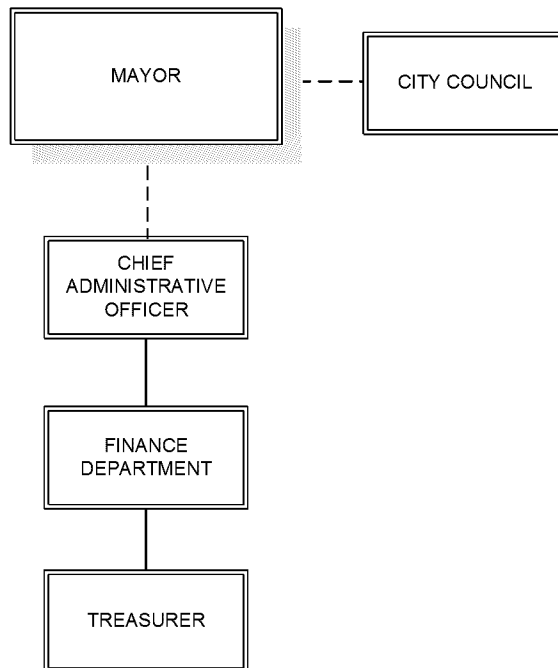 MAYOR
CITY COUNCIL
CHIEF
ADMINISTRATIVE
OFFICER
FINANCE
DEPARTMENT
TREASURER